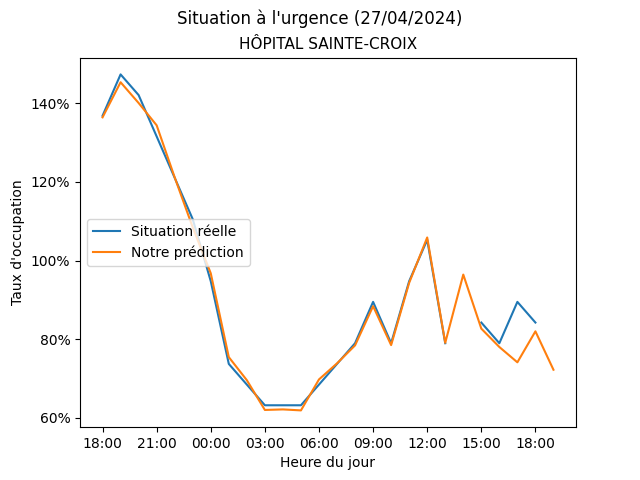 Situation à l'urgence (27/04/2024)
HÔPITAL SAINTE-CROIX
140%
120%
100%
80%
60%
Taux d'occupation
Situation réelle
Notre prédiction
18:00 21:00 00:00 03:00 06:00 09:00 12:00 15:00 18:00
Heure du jour